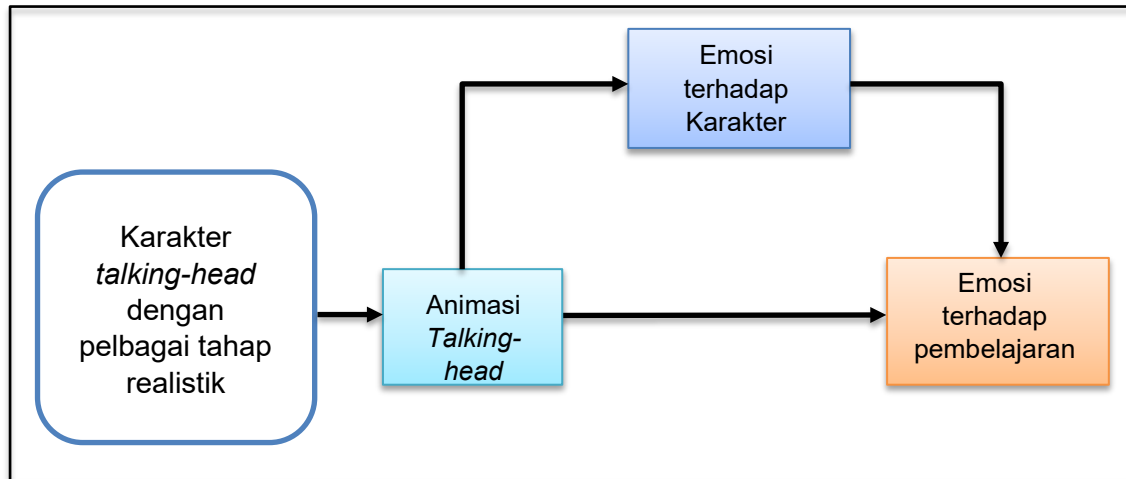 Emosi
terhadap
Karakter
Karakter
talking-head
dengan
pelbagai tahap
realistik
Animasi
Talking-
head
Emosi
terhadap
pembelajaran